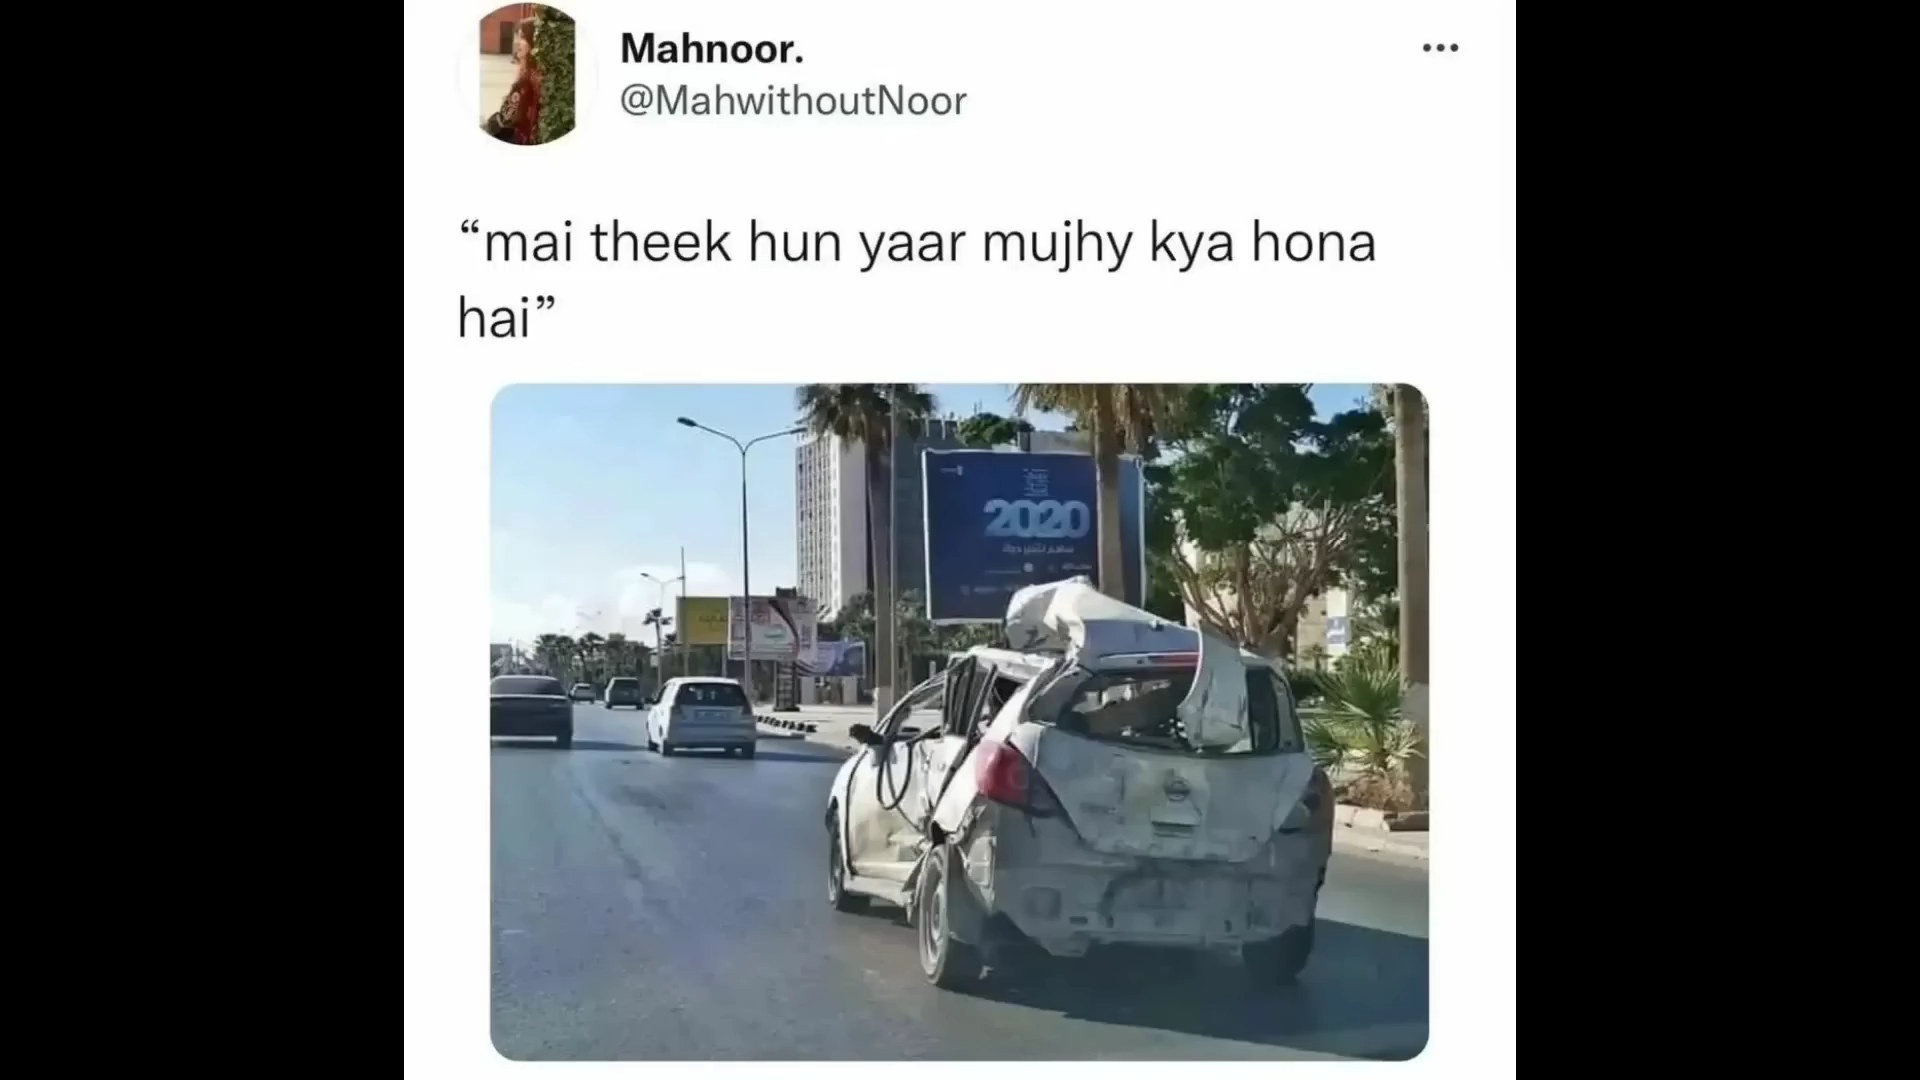 Mahnoor.
@MahwithoutNoor
“mai theek hun yaar mujhy kya hona
hai”
2020